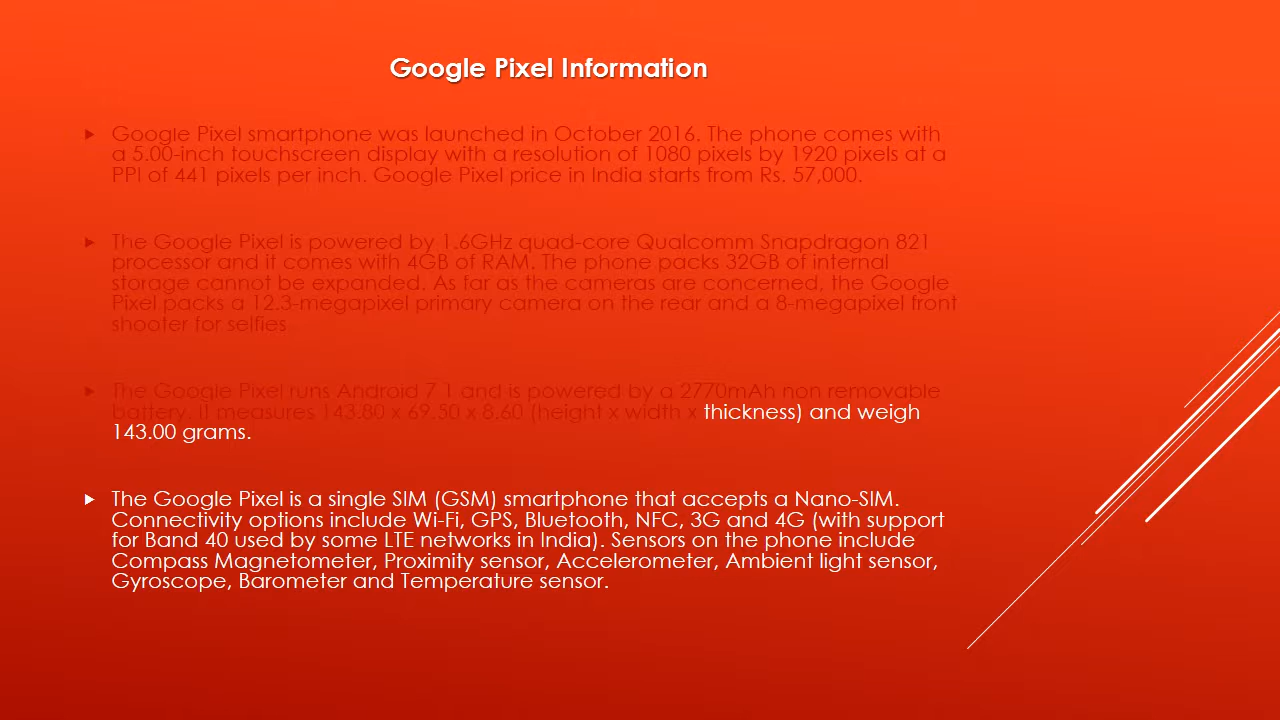 Google Pixel Information
Google Pixel smartphone was launched in October 2016. The phone comes with
a 5.00-inch touchscreen display with a resolution of 1080 pixels by 1920 pixels at a
PPI of 441 pixels per inch. Google Pixel price in India starts from Rs. 57,000.
The Google Pixel is powered by 1.6GHz quad-core Qualcomm Snapdragon 821
processor and it comes with 4GB of RAM. The phone packs 32GB of internal
storage cannot be expanded. As far as the cameras are concerned, the Google
Pixel packs a 12.3-megapixel primary camera on the rear and a 8-megapixel front
shooter for selfies
The Google Pixel runs Android 7.1 and is powered by a 2770mAh non removable
battery. It measures 143.80 x 69.50 x 8.60 (height x width x thickness) and weigh
143.00 grams.
The Google Pixel is a single SIM (GSM) smartphone that accepts a Nano-SIM.
Connectivity options include Wi-Fi, GPS, Bluetooth, NFC, 3G and 4G (with support
for Band 40 used by some LTE networks in India). Sensors on the phone include
Compass Magnetometer, Proximity sensor, Accelerometer, Ambient light sensor,
Gyroscope, Barometer and Temperature sensor.